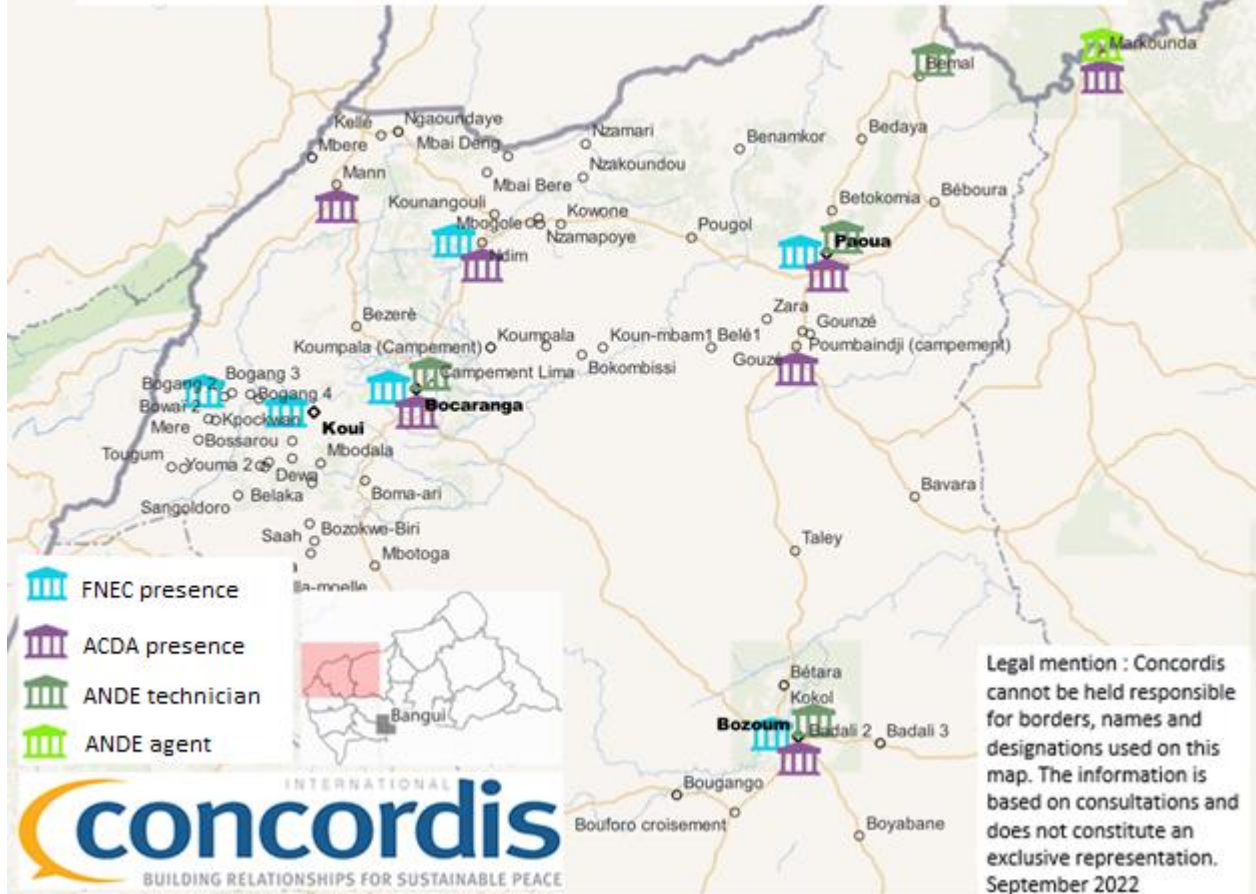 Markounda
Bemal
Kellé
Ngaoundaye
Mbai Deng
Nzamari
Benamkor
Bedaya
Mbere
Nzakoundou
Mann
Mbai Bere
Béboura
Kounangouli
Betokomia
Mbogole
Kowone
Nzamapoye
Pougol
Paoua
Ndim
Zara
Bezerè
Gounzé
Koumpala (Campement)
Koumpala
Koun-mbam1
Belé1
Poumbaindji (campement)
Gouzé
Bokombissi
Campement Lima
Bogang 3
Bogang 2
Bogang 4
Bocaranga
Bowai 2
Kpockwan
Mere
Koui
Bossarou
Tougum
Youma 2
Mbodala
Dewa
Belaka
Boma-ari
Sangoldoro
Bavara
Saah
Bozokwe-Biri
Mbotoga
Taley
lla-moelle
FNEC presence
ACDA presence
ANDE technician
ANDE agent
Bangui
Bétara
Kokol
Bozoum
Badali 2
Badali 3
Bougango
Bouforo croisement
Boyabane
INTERNATIONAL
concordis
BUILDING RELATIONSHIPS FOR SUSTAINABLE PEACE
Legal mention : Concordis
cannot be held responsible
for borders, names and
designations used on this
map. The information is
based on consultations and
does not constitute an
exclusive representation.
September 2022